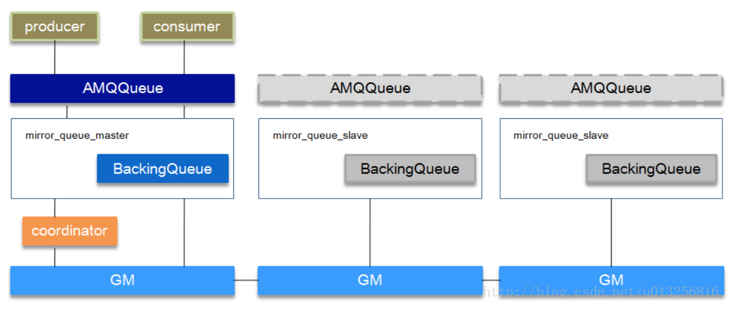 producer
consumer
AMQQueue
AMQQueue
AMQQueue
mirror_queue_master
mirror_queue_slave
mirror_queue_slave
BackingQueue
BackingQueue
BackingQueue
coordinator
GM
GM
GM
http://blog.csdn.net/u013256816